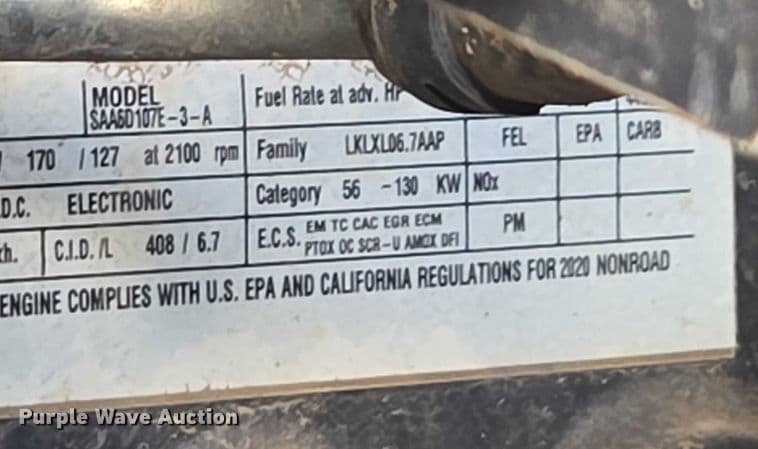 MODEL
SAA6D107E-3-A
Fuel Rate at adv. HP
170 / 127 at 2100 rpm
Family LKLXL06.7AAP
FEL EPA CARB
D.C. ELECTRONIC
Category 56 -130 KW
NOx
C.I.D. /L 408 / 6.7
E.C.S. EM TC CAC EGR ECM
PTOX OC SCR-U AMOX DFI
PM
ENGINE COMPLIES WITH U.S. EPA AND CALIFORNIA REGULATIONS FOR 2020 NONROAD
Purple Wave Auction